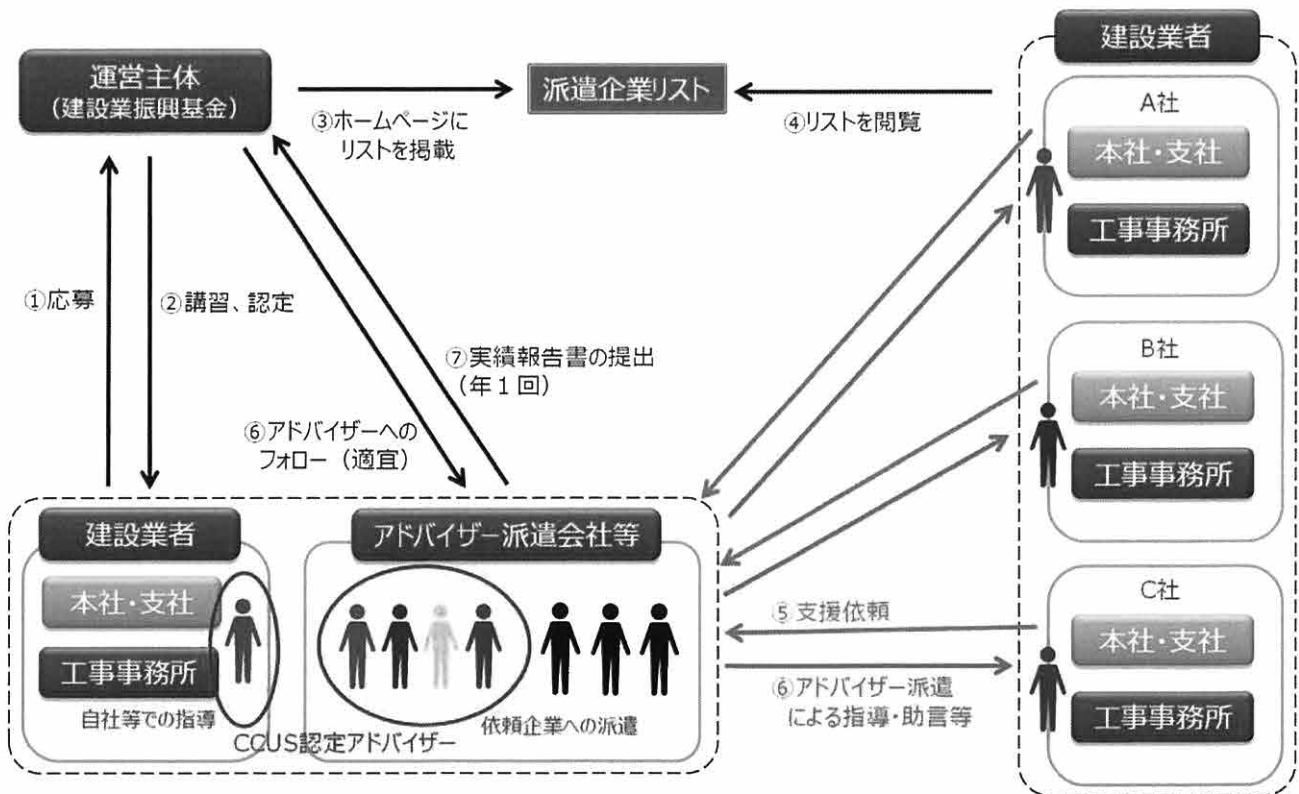 運営主体
（建設業振興基金）
派遣企業リスト
建設業者
③ホームページに
リストを掲載
④リストを閲覧
A社
本社・支社
工事事務所
①応募
②講習、認定
⑦実績報告書の提出
（年１回）
⑥アドバイザーへの
フォロー（適宜）
B社
本社・支社
工事事務所
建設業者
本社・支社
工事事務所
自社等での指導
アドバイザー派遣会社等
依頼企業への派遣
CCUS認定アドバイザー
⑤支援依頼
⑥アドバイザー派遣
による指導・助言等
C社
本社・支社
工事事務所